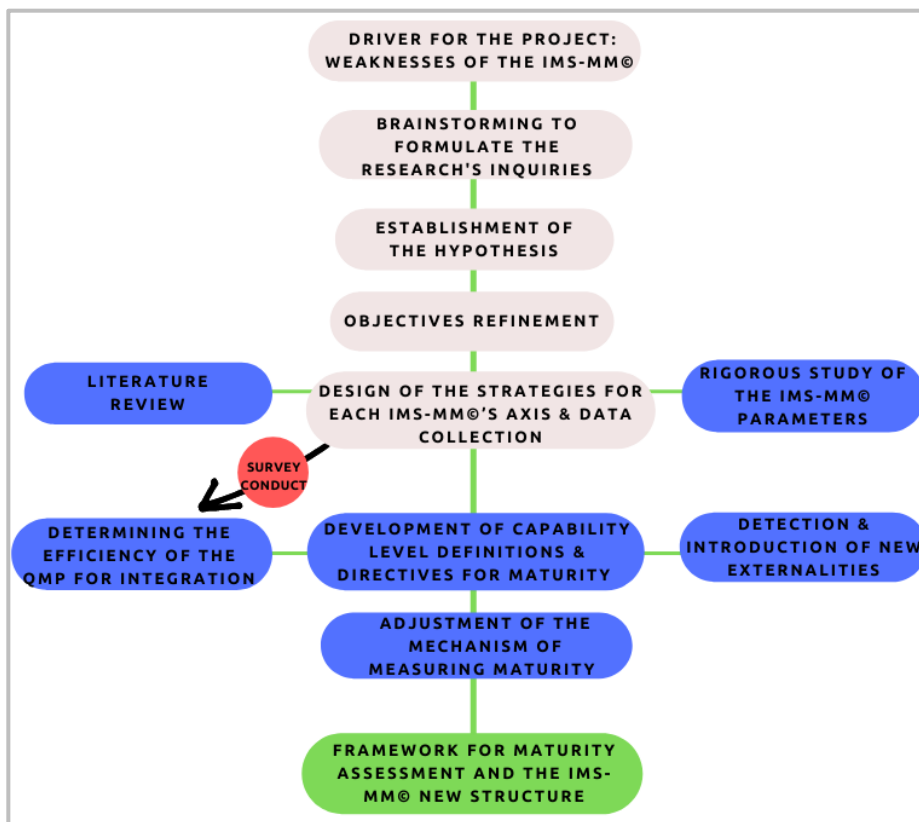 DRIVER FOR THE PROJECT:
WEAKNESSES OF THE IMS-MM©
BRAINSTORMING TO
FORMULATE THE
RESEARCH'S INQUIRIES
ESTABLISHMENT OF
THE HYPOTHESIS
OBJECTIVES REFINEMENT
LITERATURE
REVIEW
DESIGN OF THE STRATEGIES FOR
EACH IMS-MM©’S AXIS & DATA
COLLECTION
RIGOROUS STUDY OF
THE IMS-MM©
PARAMETERS
SURVEY
CONDUCT
DETERMINING THE
EFFICIENCY OF THE
QMP FOR INTEGRATION
DEVELOPMENT OF CAPABILITY
LEVEL DEFINITIONS &
DIRECTIVES FOR MATURITY
DETECTION &
INTRODUCTION OF NEW
EXTERNALITIES
ADJUSTMENT OF THE
MECHANISM OF
MEASURING MATURITY
FRAMEWORK FOR MATURITY
ASSESSMENT AND THE IMS-
MM© NEW STRUCTURE